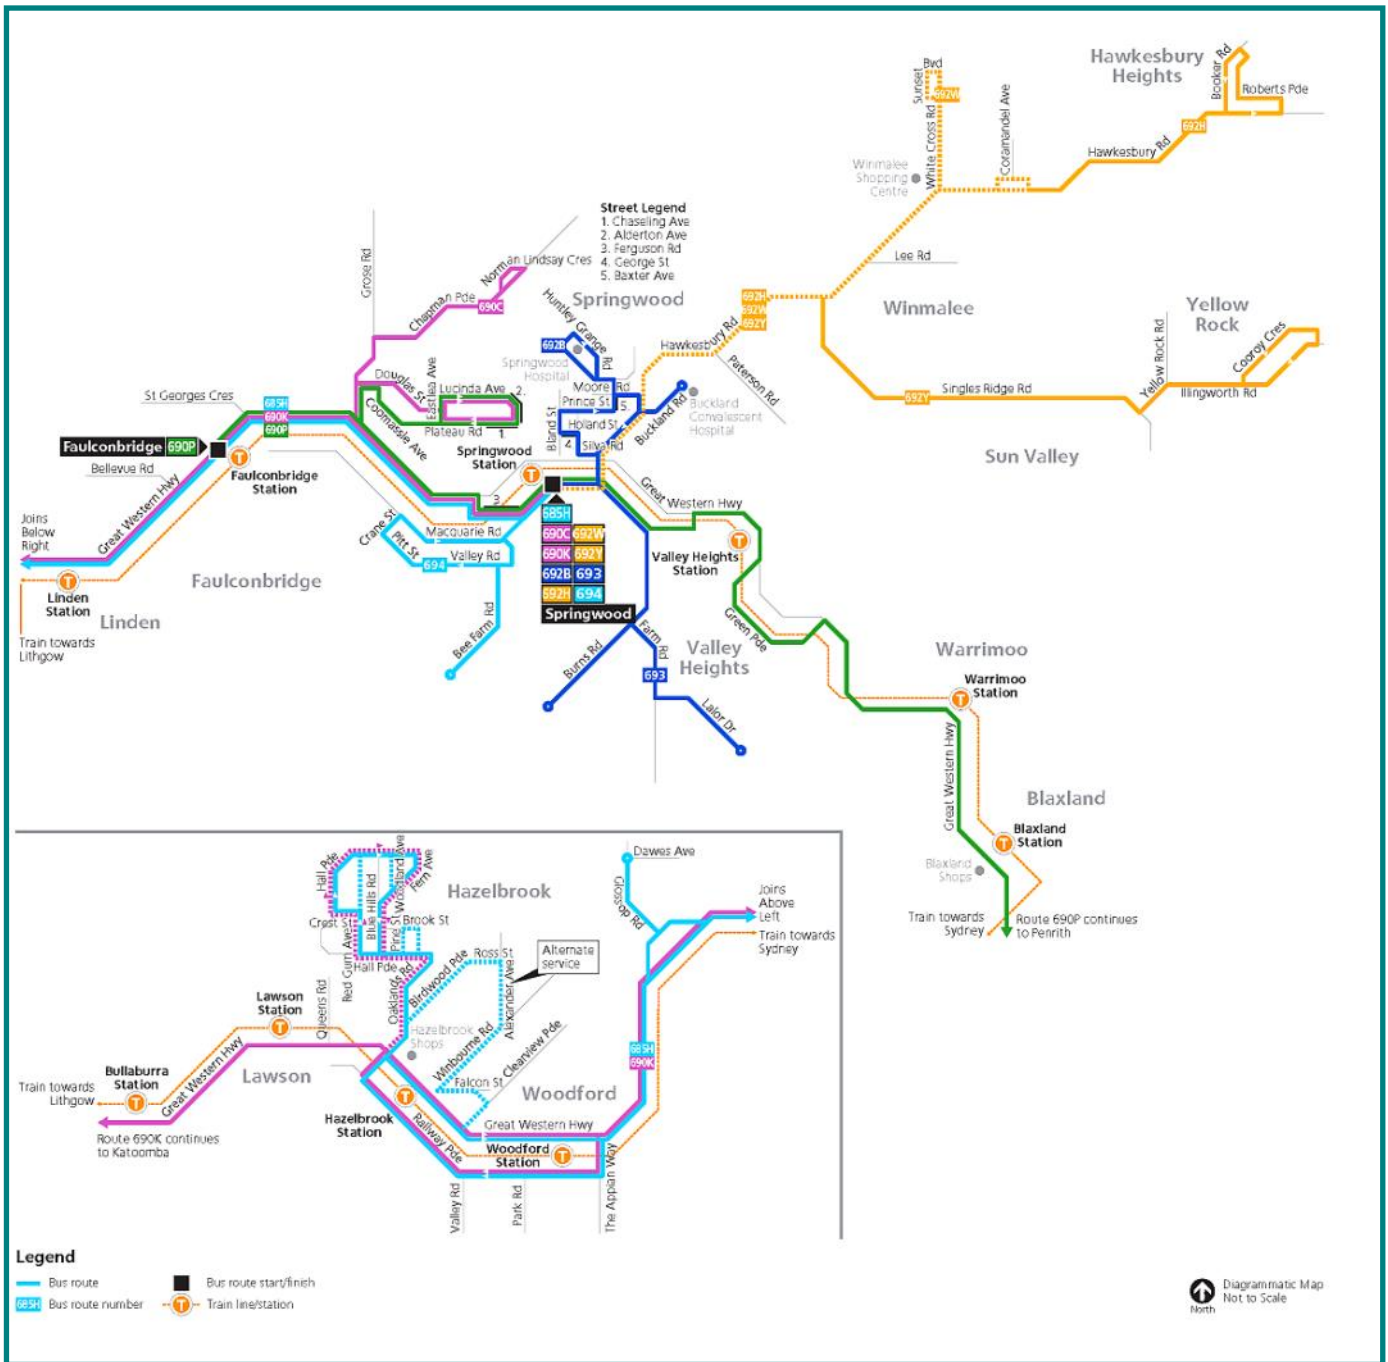 Hawkesbury
Heights
Booker Rd
Roberts Pde
692H
Hawkesbury Rd
Sunset
Bvd
692W
White Cross Rd
Coramandel Ave
Winmalee
Shopping
Centre
Lee Rd
Winmalee
Yellow
Rock
Yellow Rock Rd
Cooroy Cres
Illingworth Rd
Singles Ridge Rd
692Y
Sun Valley
Street Legend
1. Chaseling Ave
2. Alderton Ave
3. Ferguson Rd
4. George St
5. Baxter Ave
Springwood
692H
692W
692Y
Hawkesbury Rd
Paterson Rd
Huntley Grange Rd
692B
Springwood
Hospital
Moore Rd
Prince St
5.
Holland St
Bland St
4.
Silva Rd
Buckland Rd
Buckland
Convalescent
Hospital
Grose Rd
Norman Lindsay Cres
Chapman Pde
690C
Douglas St
Eastlea Ave
Lucinda Ave
2.
Coomassie Ave
Plateau Rd
1.
St Georges Cres
685H
690K
690P
Faulconbridge 690P
Bellevue Rd
Great Western Hwy
Faulconbridge
Station
Springwood
Station
3.
Joins
Below
Right
Linden
Station
Linden
Train towards
Lithgow
Faulconbridge
Crane St
Pitt St
Macquarie Rd
Valley Rd
694
Bee Farm Rd
685H
690C 692W
690K 692Y
692B 693
692H 694
Springwood
Great Western Hwy
Valley Heights
Station
Green Pde
Burns Rd
Farm Rd
693
Lalor Dr
Valley
Heights
Warrimoo
Warrimoo
Station
Great Western Hwy
Blaxland
Blaxland
Station
Blaxland
Shops
Train towards
Sydney
Route 690P continues
to Penrith
Hall Pde
Blue Hills Rd
Woodland Ave
Fern Ave
Hazelbrook
Crest St
Red Gum Ave
Pine St
Brook St
Hall Pde
Oaklands Rd
Birdwood Pde
Ross St
Alexander Ave
Alternate
service
Dawes Ave
Glossop Rd
Joins
Above
Left
Train towards
Sydney
Lawson
Station
Queens Rd
Hazelbrook
Shops
Winbourne Rd
Clearview Pde
Falcon St
685H
690K
Bullaburra
Station
Great Western Hwy
Lawson
Woodford
Train towards
Lithgow
Route 690K continues
to Katoomba
Hazelbrook
Station
Railway Pde
Great Western Hwy
Woodford
Station
Valley Rd
Park Rd
The Appian Way
Legend
Bus route
Bus route start/finish
685H Bus route number
Train line/station
North
Diagrammatic Map
Not to Scale